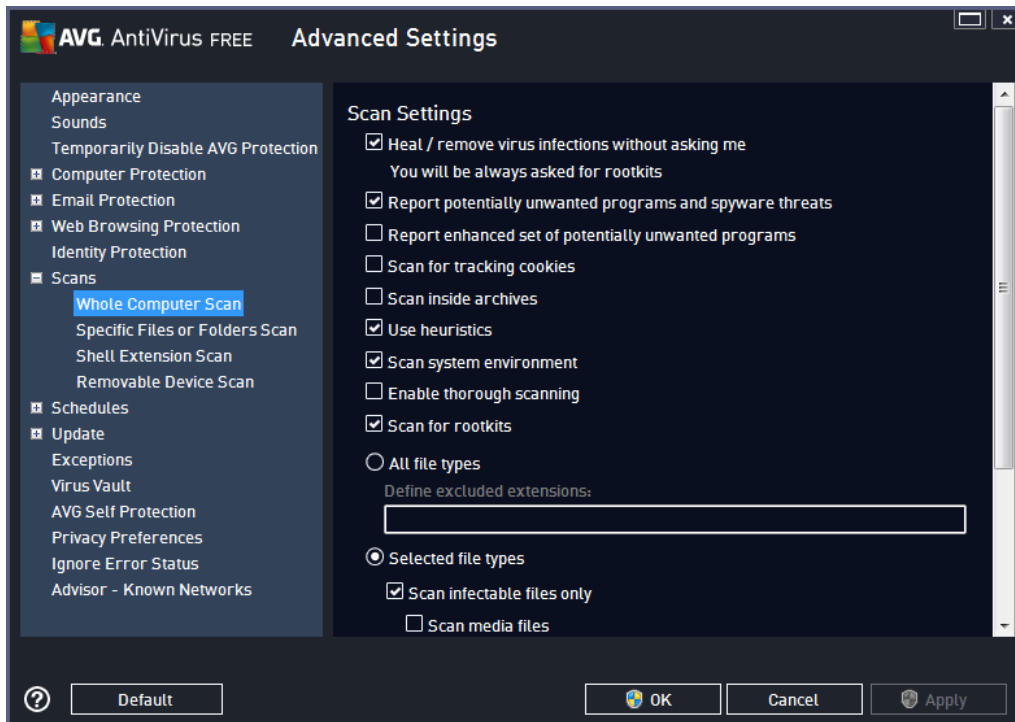 AVG. AntiVirus FREE Advanced Settings
Appearance
Sounds
Temporarily Disable AVG Protection
Computer Protection
Email Protection
Web Browsing Protection
Identity Protection
Scans
Whole Computer Scan
Specific Files or Folders Scan
Shell Extension Scan
Removable Device Scan
Schedules
Update
Exceptions
Virus Vault
AVG Self Protection
Privacy Preferences
Ignore Error Status
Advisor - Known Networks
Scan Settings
Heal / remove virus infections without asking me
You will be always asked for rootkits
Report potentially unwanted programs and spyware threats
Report enhanced set of potentially unwanted programs
Scan for tracking cookies
Scan inside archives
Use heuristics
Scan system environment
Enable thorough scanning
Scan for rootkits
All file types
Define excluded extensions:
Selected file types
Scan infectable files only
Scan media files
? Default OK Cancel Apply